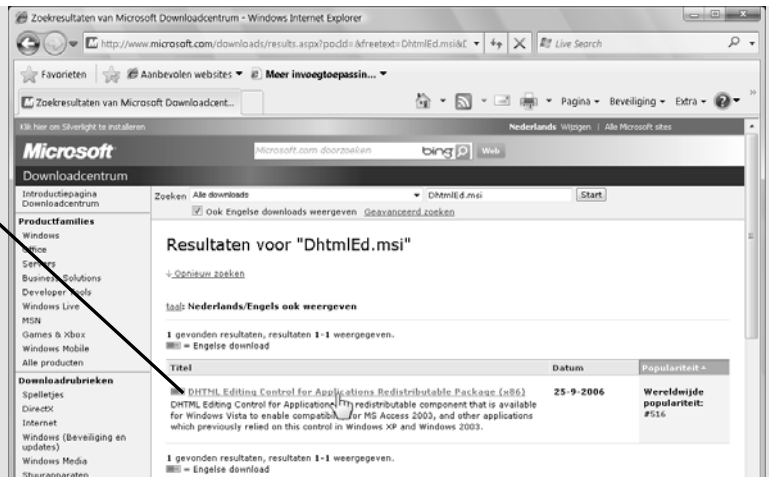 Zoekresultaten van Microsoft Downloadcentrum - Windows Internet Explorer
http://www.microsoft.com/downloads/results.aspx?pocId=&freetext=DhtmlEd.msi&D
Live Search
Favorieten Aanbevolen websites Meer invoegtoepassin...
Zoekresultaten van Microsoft Downloadcent...
Pagina Beveiliging Extra
Klik hier om Silverlight te installeren
Nederlands Wijzigen | Alle Microsoft sites
Microsoft
Microsoft.com doorzoeken bing Web
Downloadcentrum
Introductiepagina
Downloadcentrum
Zoeken Alle downloads DhtmlEd.msi Start
Ook Engelse downloads weergeven Geavanceerd zoeken
Productfamilies
Windows
Office
Servers
Business Solutions
Developer Tools
Windows Live
MSN
Games & Xbox
Windows Mobile
Alle producten
Downloadrubrieken
Spelletjes
DirectX
Internet
Windows (Beveiliging en
updates)
Windows Media
Stuurapparaten
Resultaten voor "DhtmlEd.msi"
Opnieuw zoeken
taal: Nederlands/Engels ook weergeven
1 gevonden resultaten, resultaten 1-1 weergegeven.
= Engelse download
Titel Datum Populariteit
DHTML Editing Control for Applications Redistributable Package (x86) 25-9-2006 Wereldwijde
populariteit:
#516
DHTML Editing Control for Applications redistributable component that is available
for Windows Vista to enable compatib for MS Access 2003, and other applications
which previously relied on this control in Windows XP and Windows 2003.
1 gevonden resultaten, resultaten 1-1 weergegeven.
= Engelse download